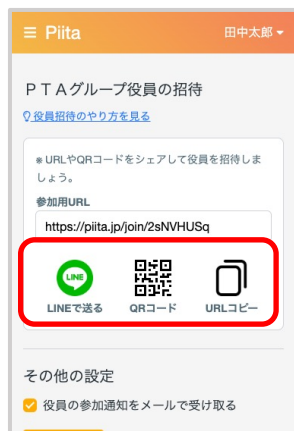 Piita
田中太郎
PTAグループ役員の招待
役員招待のやり方を見る
※URLやQRコードをシェアして役員を招待しま
しょう。
参加用URL
https://piita.jp/join/2sNVHUSq
LINE
LINEで送る QRコード URLコピー
その他の設定
役員の参加通知をメールで受け取る